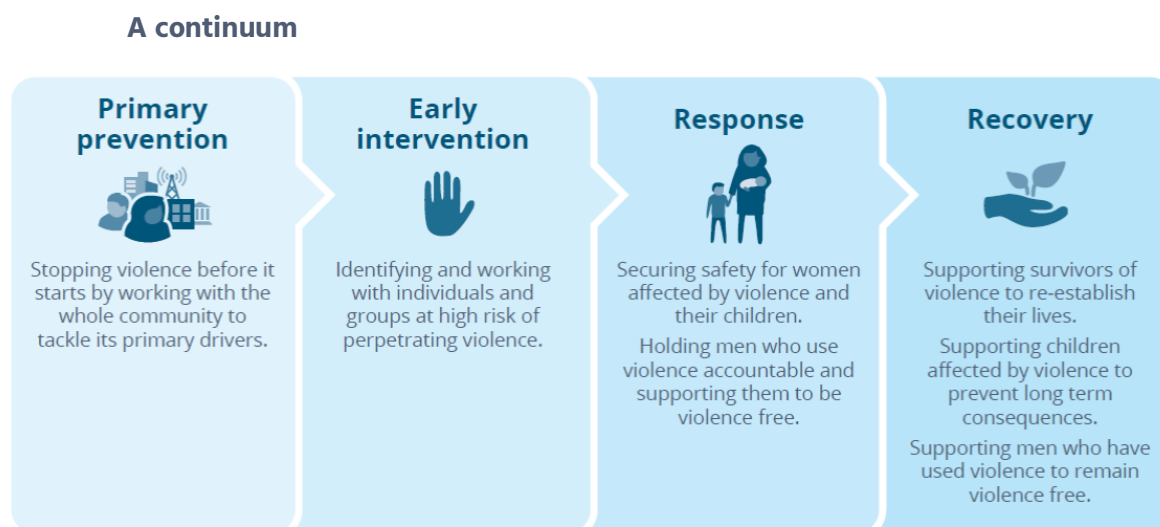 A continuum
Primary
prevention
Stopping violence before it
starts by working with the
whole community to
tackle its primary drivers.
Early
intervention
Identifying and working
with individuals and
groups at high risk of
perpetrating violence.
Response
Securing safety for women
affected by violence and
their children.
Holding men who use
violence accountable and
supporting them to be
violence free.
Recovery
Supporting survivors of
violence to re-establish
their lives.
Supporting children
affected by violence to
prevent long term
consequences.
Supporting men who have
used violence to remain
violence free.